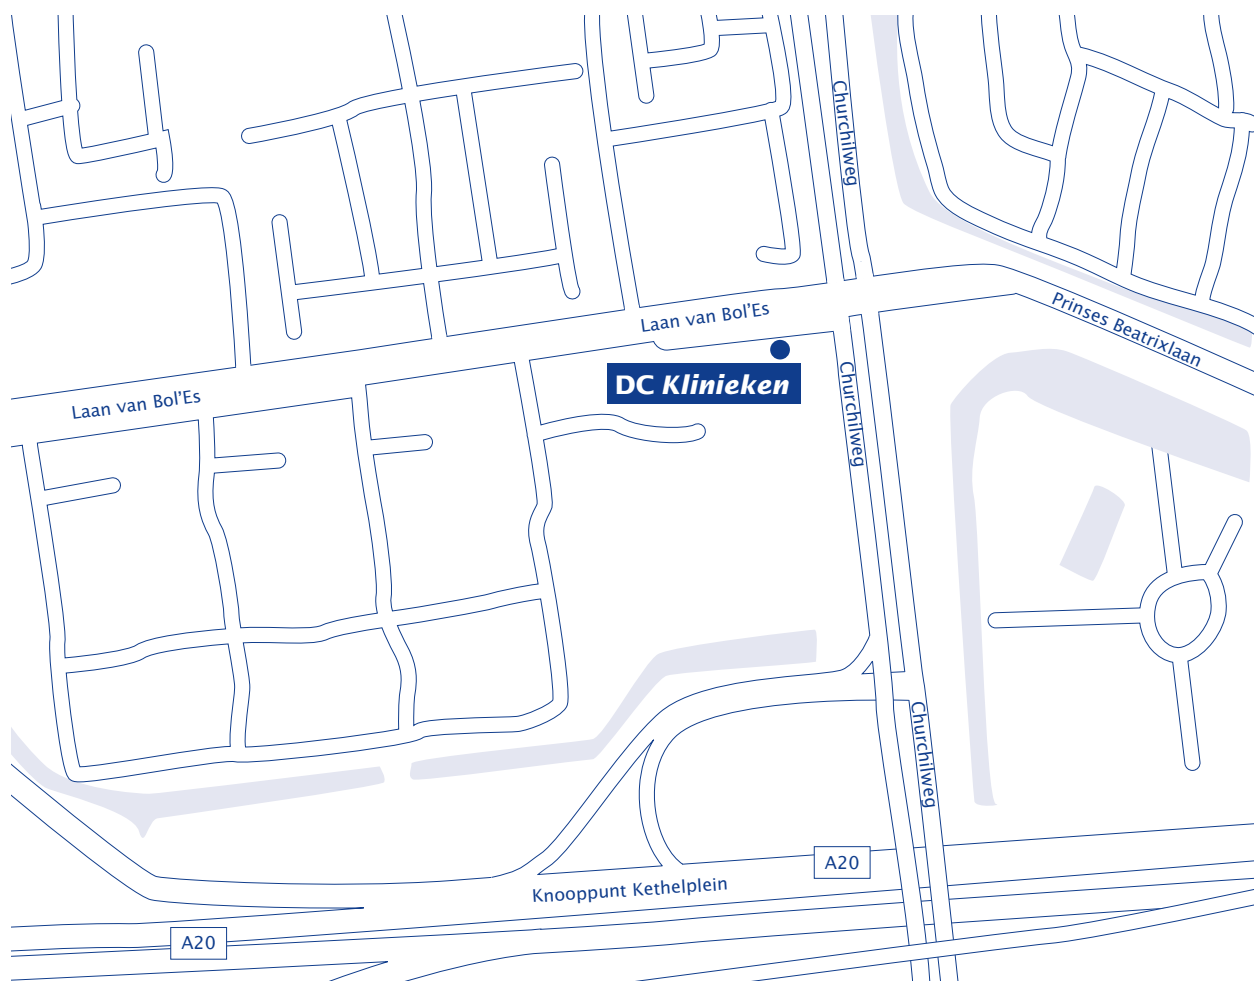 Churchilweg
Laan van Bol'Es
Prinses Beatrixlaan
DC Klinieken
Laan van Bol'Es
Churchilweg
Churchilweg
A20
Knooppunt Kethelplein
A20